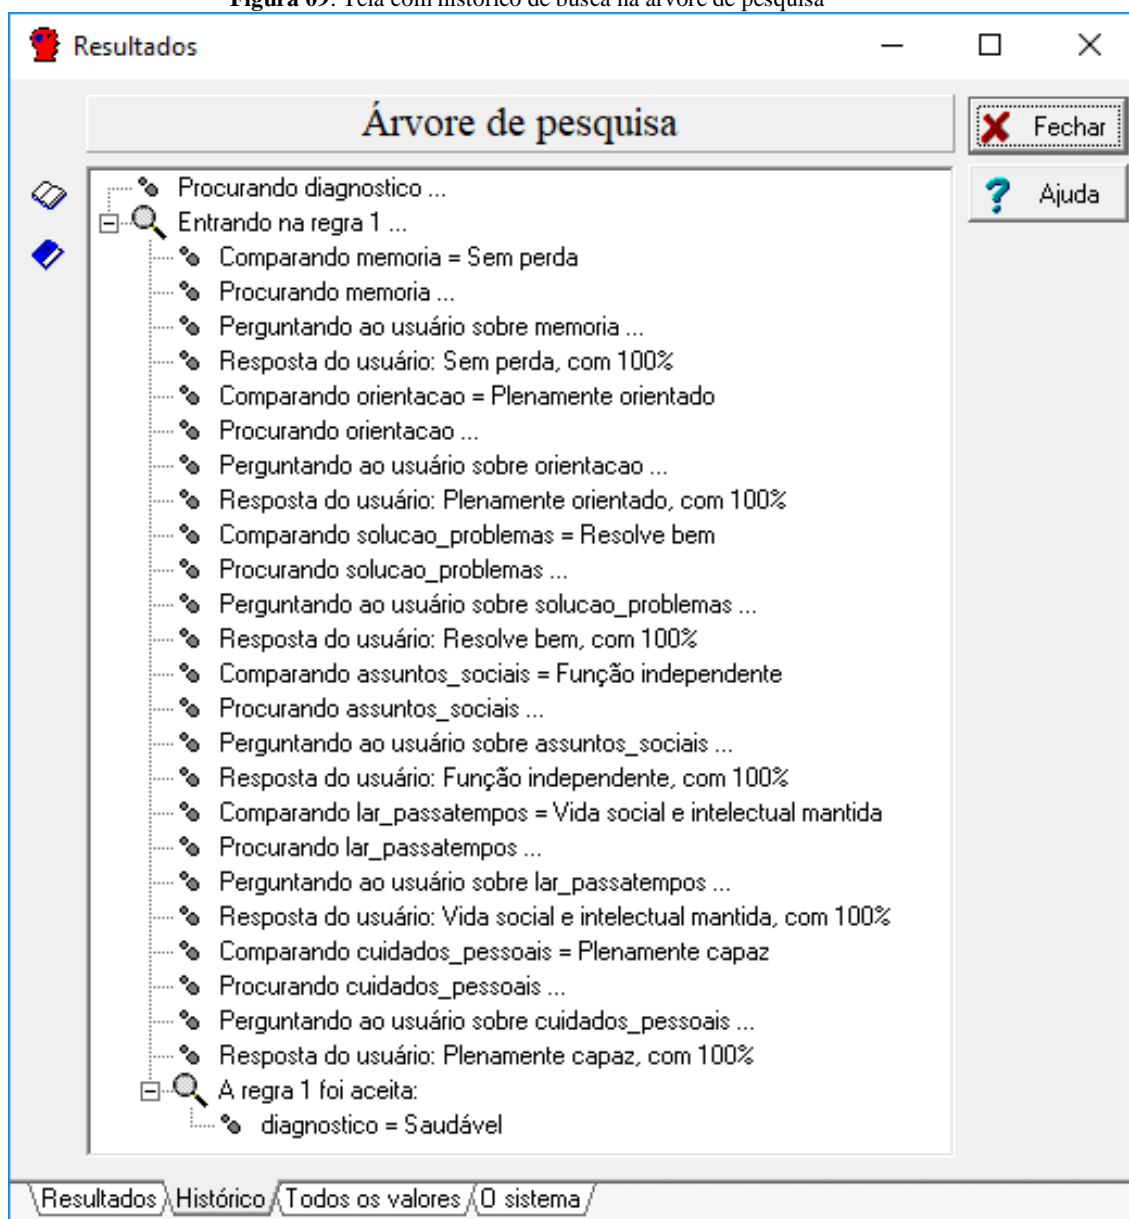 Figura 09. Tela com histórico de busca na árvore de pesquisa
Resultados
Árvore de pesquisa
Fechar
Ajuda
Procurando diagnostico ...
Entrando na regra 1 ...
Comparando memoria = Sem perda
Procurando memoria ...
Perguntando ao usuário sobre memoria ...
Resposta do usuário: Sem perda, com 100%
Comparando orientacao = Plenamente orientado
Procurando orientacao ...
Perguntando ao usuário sobre orientacao ...
Resposta do usuário: Plenamente orientado, com 100%
Comparando solucao_problemas = Resolve bem
Procurando solucao_problemas ...
Perguntando ao usuário sobre solucao_problemas ...
Resposta do usuário: Resolve bem, com 100%
Comparando assuntos_sociais = Função independente
Procurando assuntos_sociais ...
Perguntando ao usuário sobre assuntos_sociais ...
Resposta do usuário: Função independente, com 100%
Comparando lar_passatempos = Vida social e intelectual mantida
Procurando lar_passatempos ...
Perguntando ao usuário sobre lar_passatempos ...
Resposta do usuário: Vida social e intelectual mantida, com 100%
Comparando cuidados_pessoais = Plenamente capaz
Procurando cuidados_pessoais ...
Perguntando ao usuário sobre cuidados_pessoais ...
Resposta do usuário: Plenamente capaz, com 100%
A regra 1 foi aceita:
diagnostico = Saudável
Resultados Histórico Todos os valores O sistema